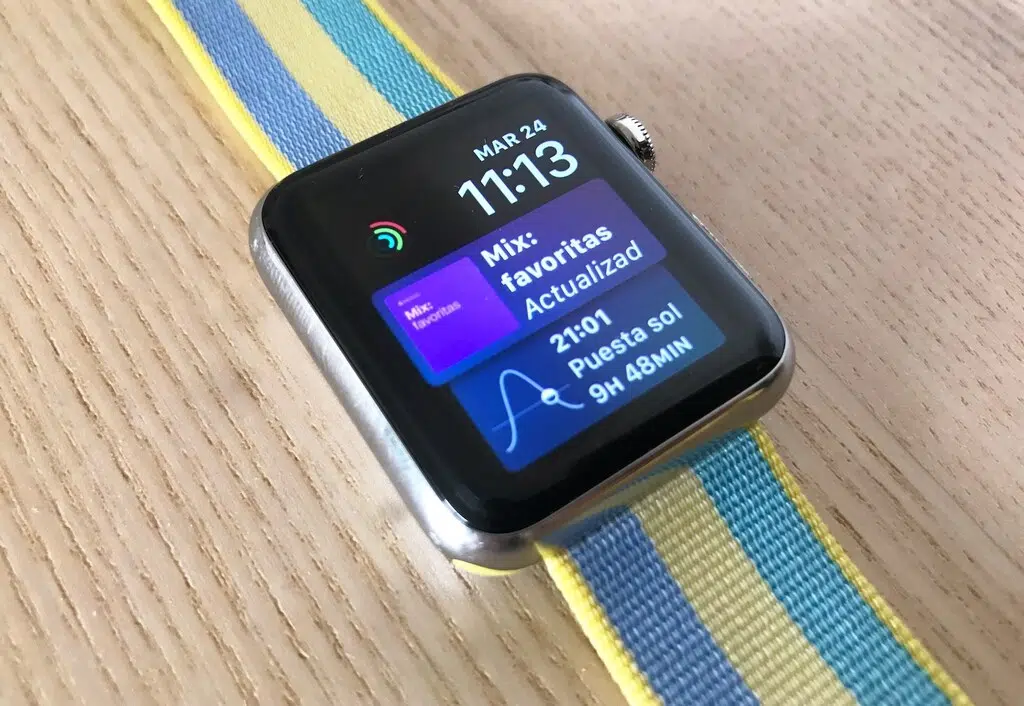 MAR 24
11:13
Mix:
favoritas
Actualizad
Mix:
favoritas
21:01
Puesta sol
9H 48MIN